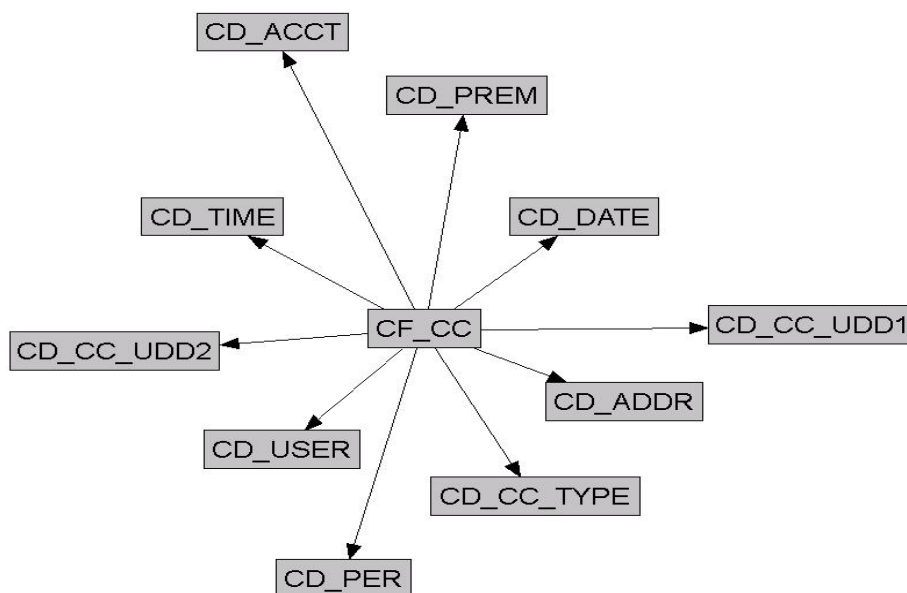 CD_ACCT
CD_PREM
CD_TIME
CD_DATE
CF_CC
CD_CC_UDD1
CD_CC_UDD2
CD_ADDR
CD_USER
CD_CC_TYPE
CD_PER